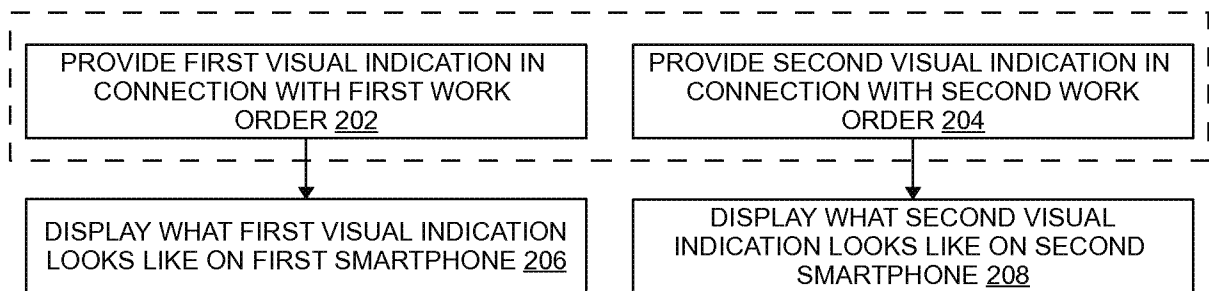 PROVIDE FIRST VISUAL INDICATION IN
CONNECTION WITH FIRST WORK
ORDER 202
PROVIDE SECOND VISUAL INDICATION IN
CONNECTION WITH SECOND WORK
ORDER 204
DISPLAY WHAT FIRST VISUAL INDICATION
LOOKS LIKE ON FIRST SMARTPHONE 206
DISPLAY WHAT SECOND VISUAL
INDICATION LOOKS LIKE ON SECOND
SMARTPHONE 208